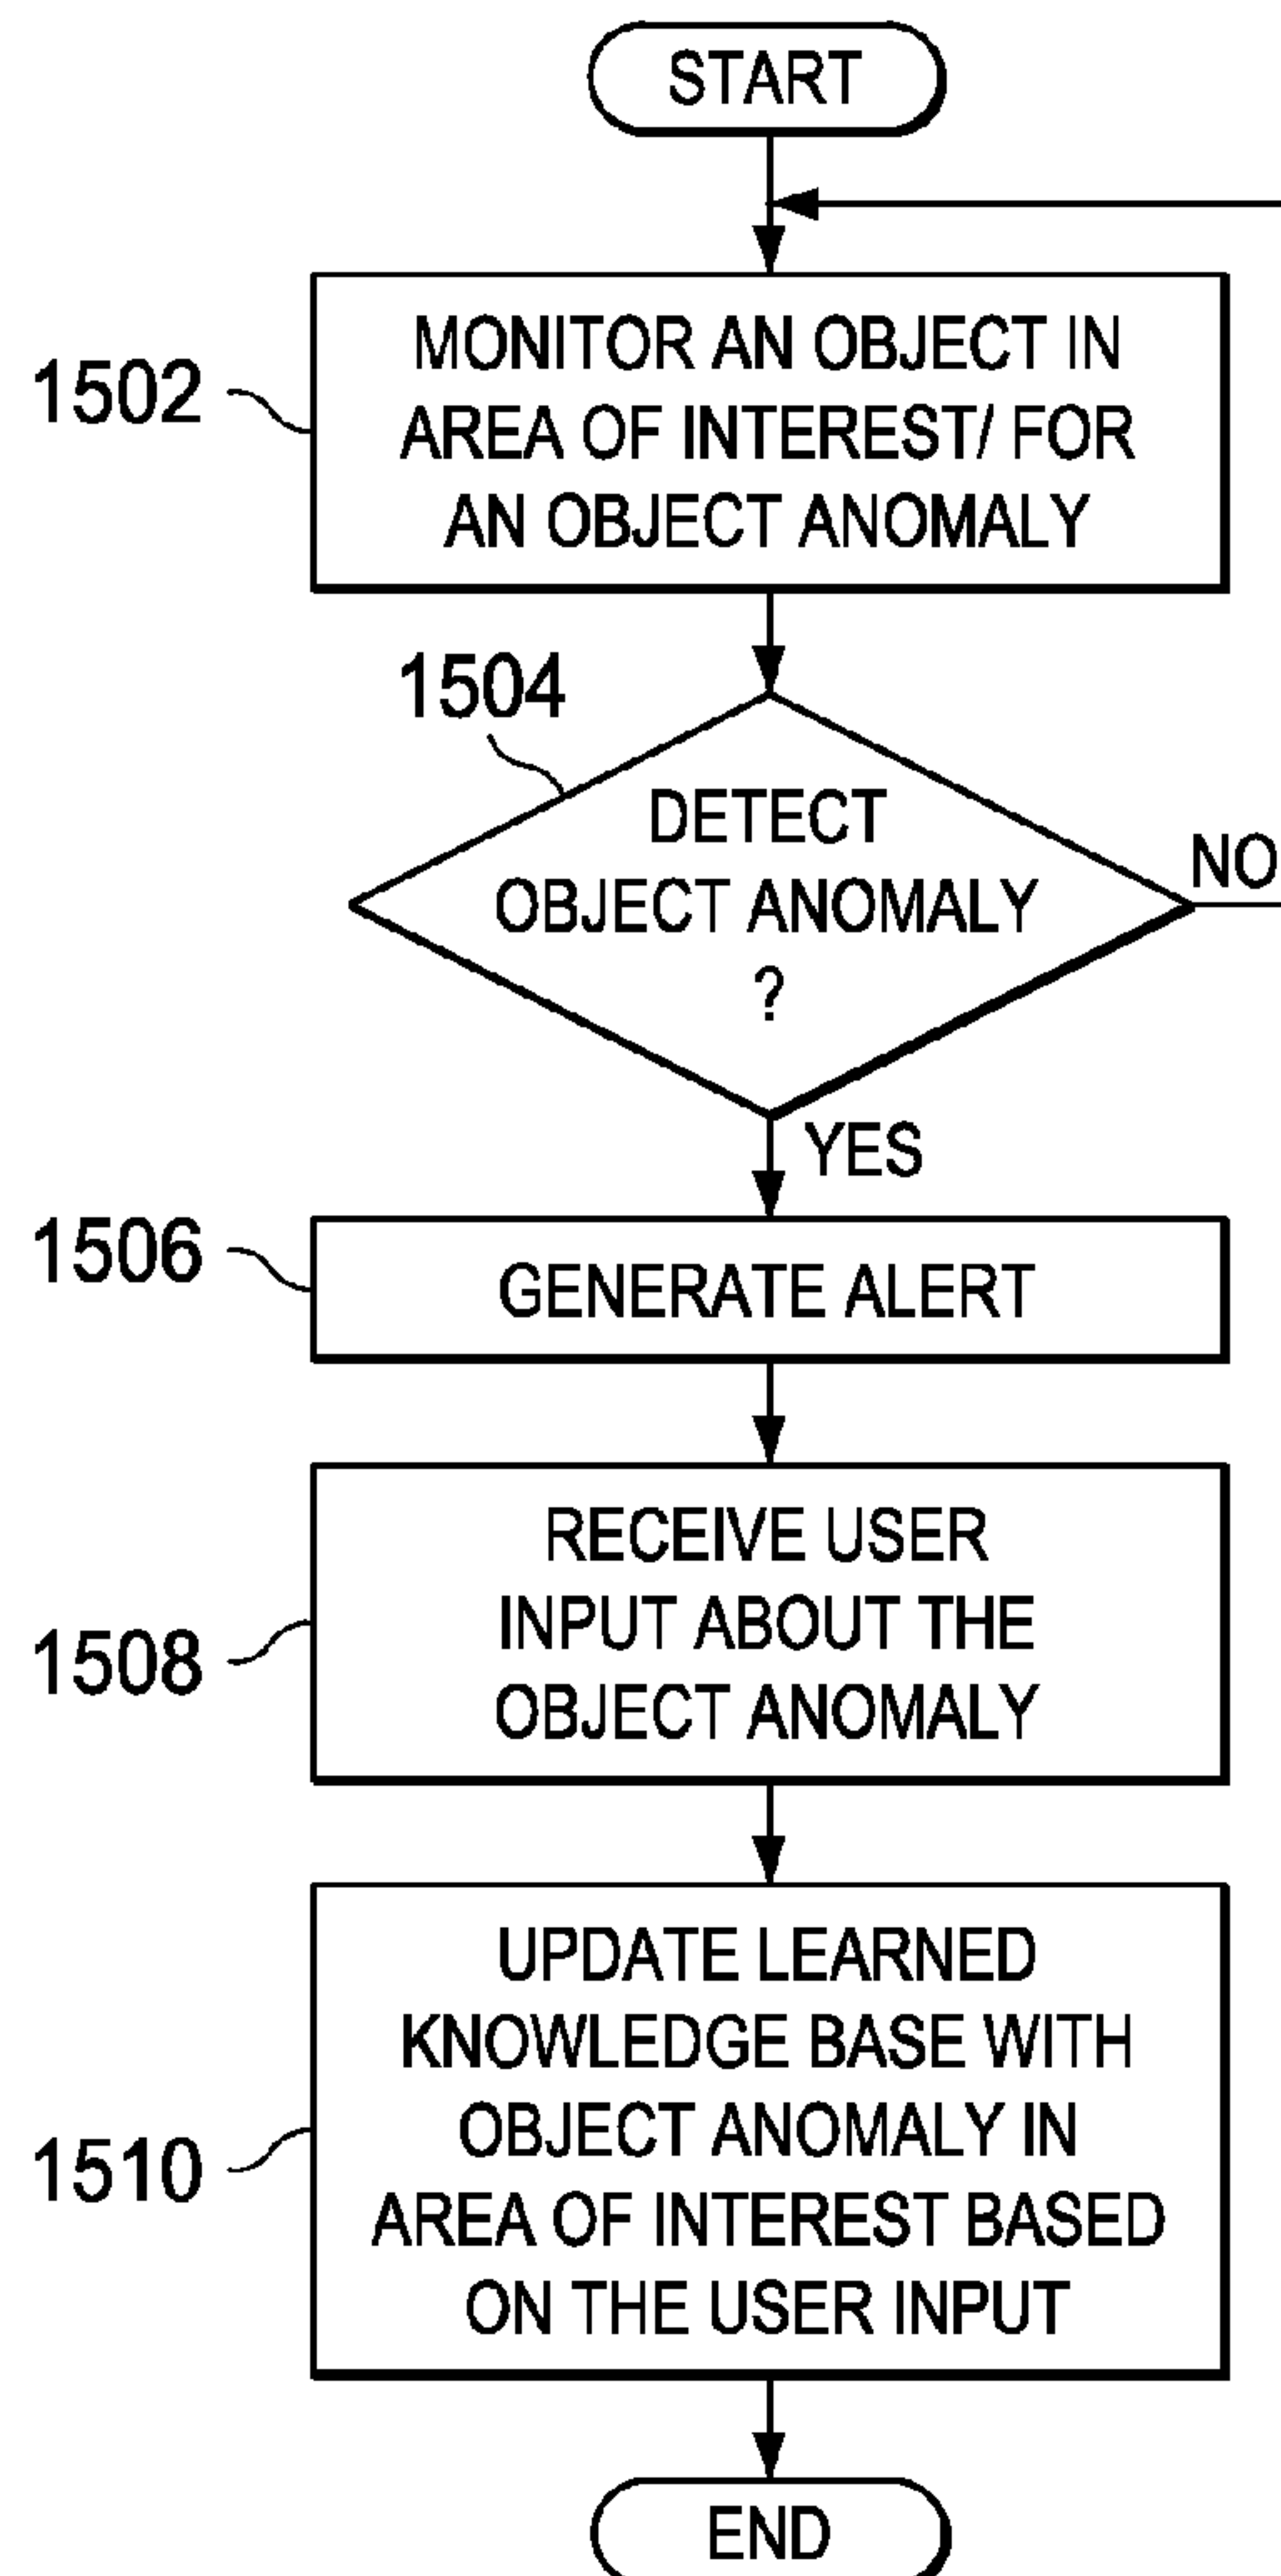 START
1502
MONITOR AN OBJECT IN
AREA OF INTEREST/ FOR
AN OBJECT ANOMALY
1504
DETECT
OBJECT ANOMALY
?
NO
YES
1506
GENERATE ALERT
1508
RECEIVE USER
INPUT ABOUT THE
OBJECT ANOMALY
1510
UPDATE LEARNED
KNOWLEDGE BASE WITH
OBJECT ANOMALY IN
AREA OF INTEREST BASED
ON THE USER INPUT
END